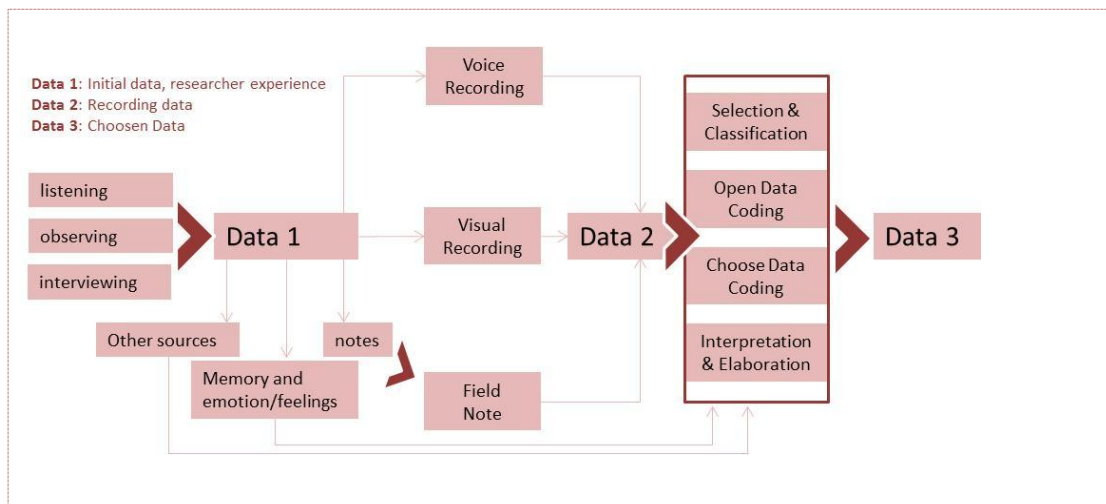 Data 1: Initial data, researcher experience
Data 2: Recording data
Data 3: Choosen Data
listening
observing
interviewing
Data 1
Voice
Recording
Visual
Recording
Other sources
notes
Memory and
emotion/feelings
Field
Note
Data 2
Selection &
Classification
Open Data
Coding
Choose Data
Coding
Interpretation
& Elaboration
Data 3